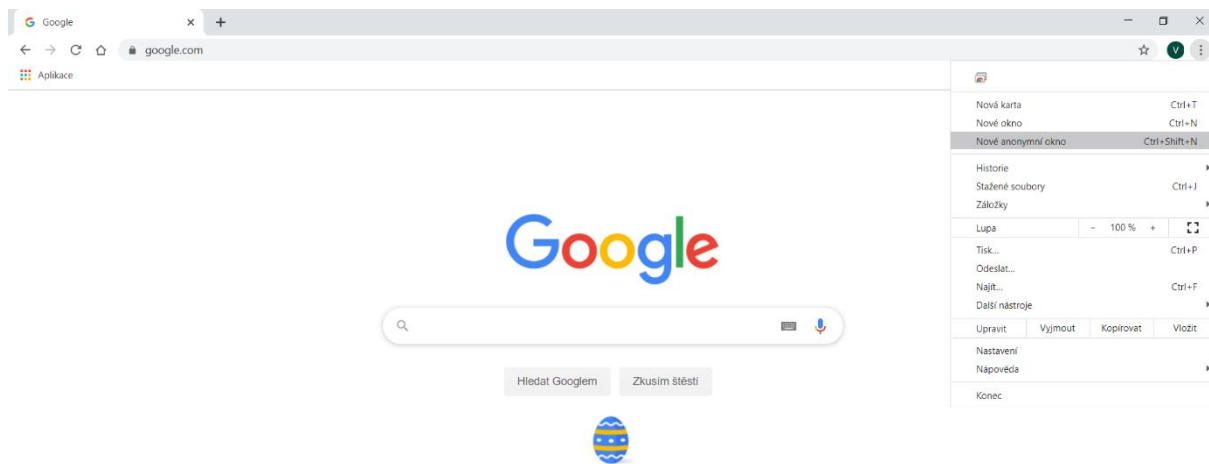 Google
google.com
V
Aplikace
Nová karta Ctrl+T
Nové okno Ctrl+N
Nové anonymní okno Ctrl+Shift+N
Historie
Stažené soubory Ctrl+J
Záložky
Lupa - 100 % +
Tisk... Ctrl+P
Odeslat...
Najít... Ctrl+F
Další nástroje
Upravit Vyjmout Kopírovat Vložit
Nastavení
Nápověda
Konec
Google
Hledat Googlem Zkusím štěstí